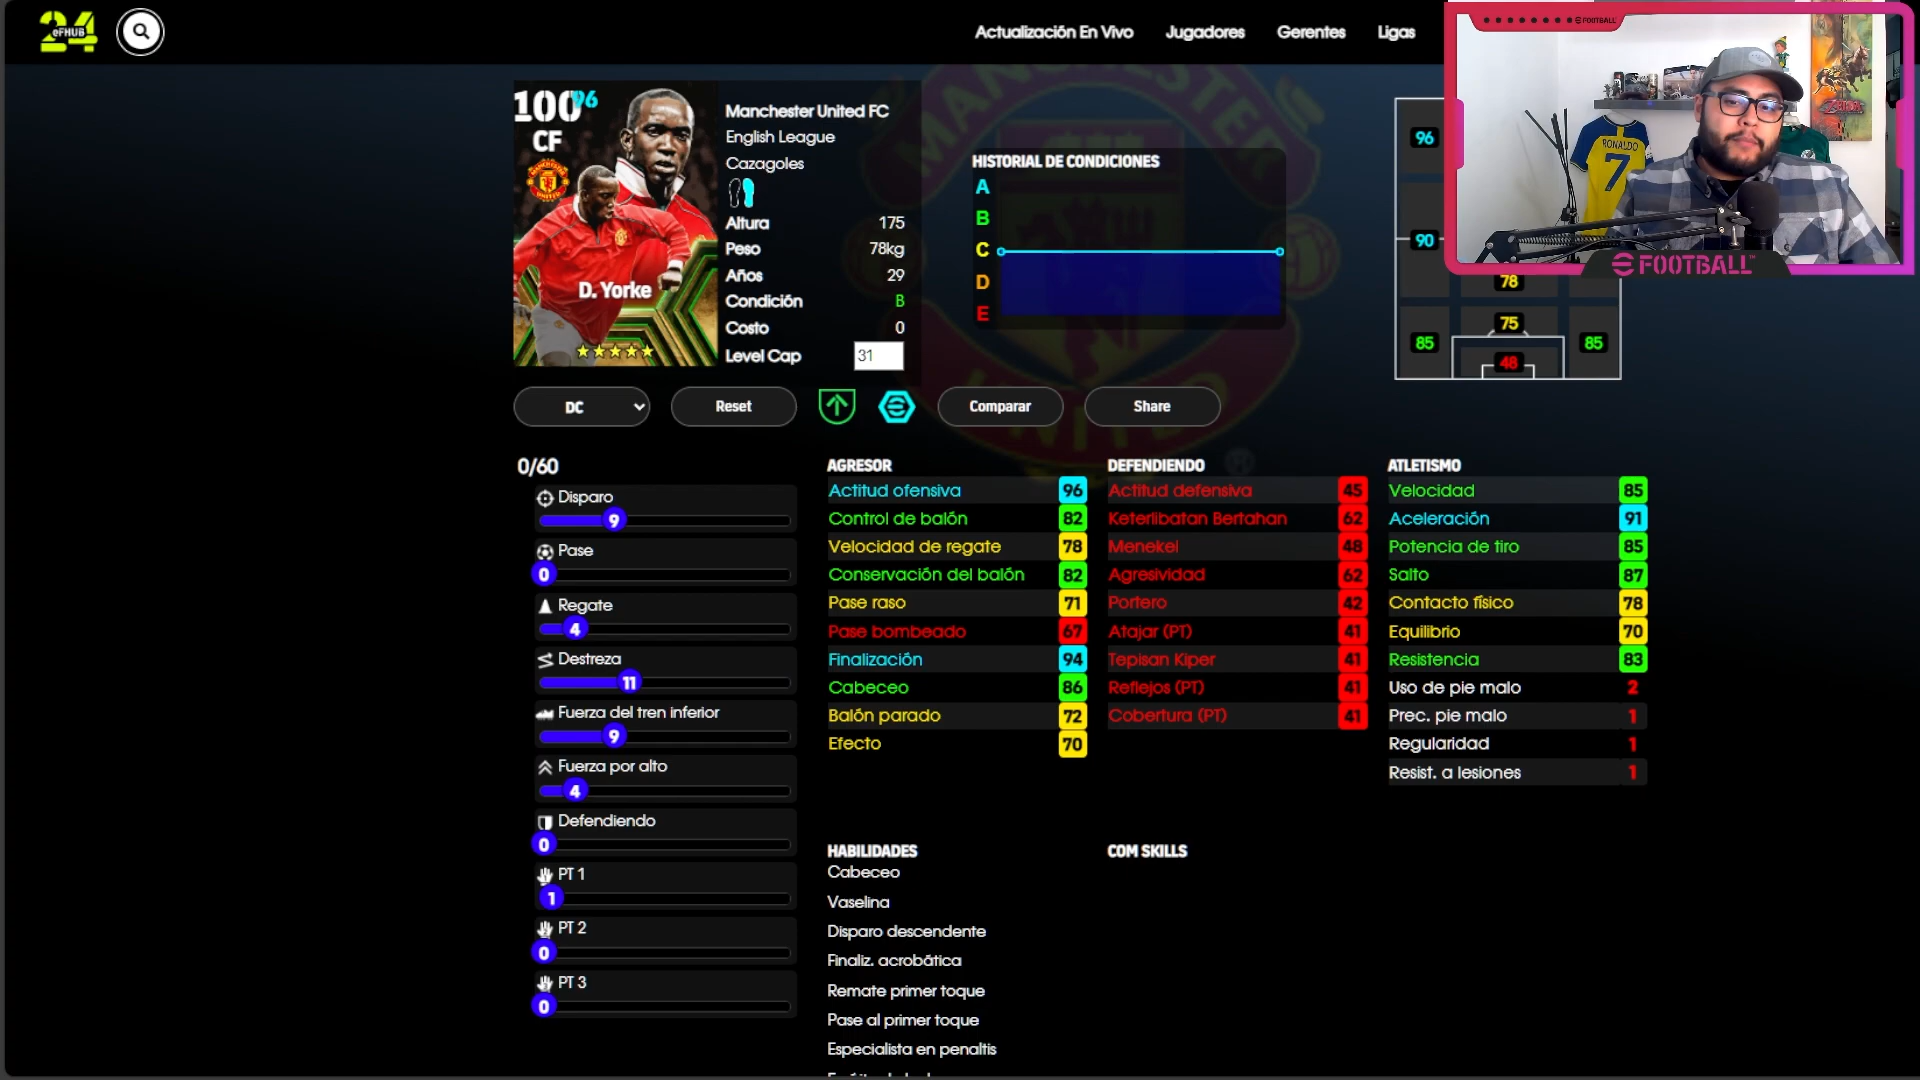 24
eFHUB
Actualización En Vivo
Jugadores
Gerentes
Ligas
FOOTBALL
RONALDO
7
FOOTBALL
100
96
CF
D. Yorke
Manchester United FC
English League
Cazagoles
Altura 175
Peso 78kg
Años 29
Condición B
Costo 0
Level Cap 31
HISTORIAL DE CONDICIONES
A
B
C
D
E
96
90
78
75
85
85
48
DC
Reset
Comparar
Share
0/60
Disparo
9
Pase
0
Regate
4
Destreza
11
Fuerza del tren inferior
9
Fuerza por alto
4
Defendiendo
0
PT 1
1
PT 2
0
PT 3
0
AGRESOR
Actitud ofensiva 96
Control de balón 82
Velocidad de regate 78
Conservación del balón 82
Pase raso 71
Pase bombeado 67
Finalización 94
Cabeceo 86
Balón parado 72
Efecto 70
DEFENDIENDO
Actitud defensiva 45
Keterlibatan Bertahan 62
Menekel 48
Agresividad 62
Portero 42
Atajar (PT) 41
Tepisan Kiper 41
Reflejos (PT) 41
Cobertura (PT) 41
ATLETISMO
Velocidad 85
Aceleración 91
Potencia de tiro 85
Salto 87
Contacto físico 78
Equilibrio 70
Resistencia 83
Uso de pie malo 2
Prec. pie malo 1
Regularidad 1
Resist. a lesiones 1
HABILIDADES
Cabeceo
Vaselina
Disparo descendente
Finaliz. acrobática
Remate primer toque
Pase al primer toque
Especialista en penaltis
COM SKILLS
MANCHESTER
UNITED